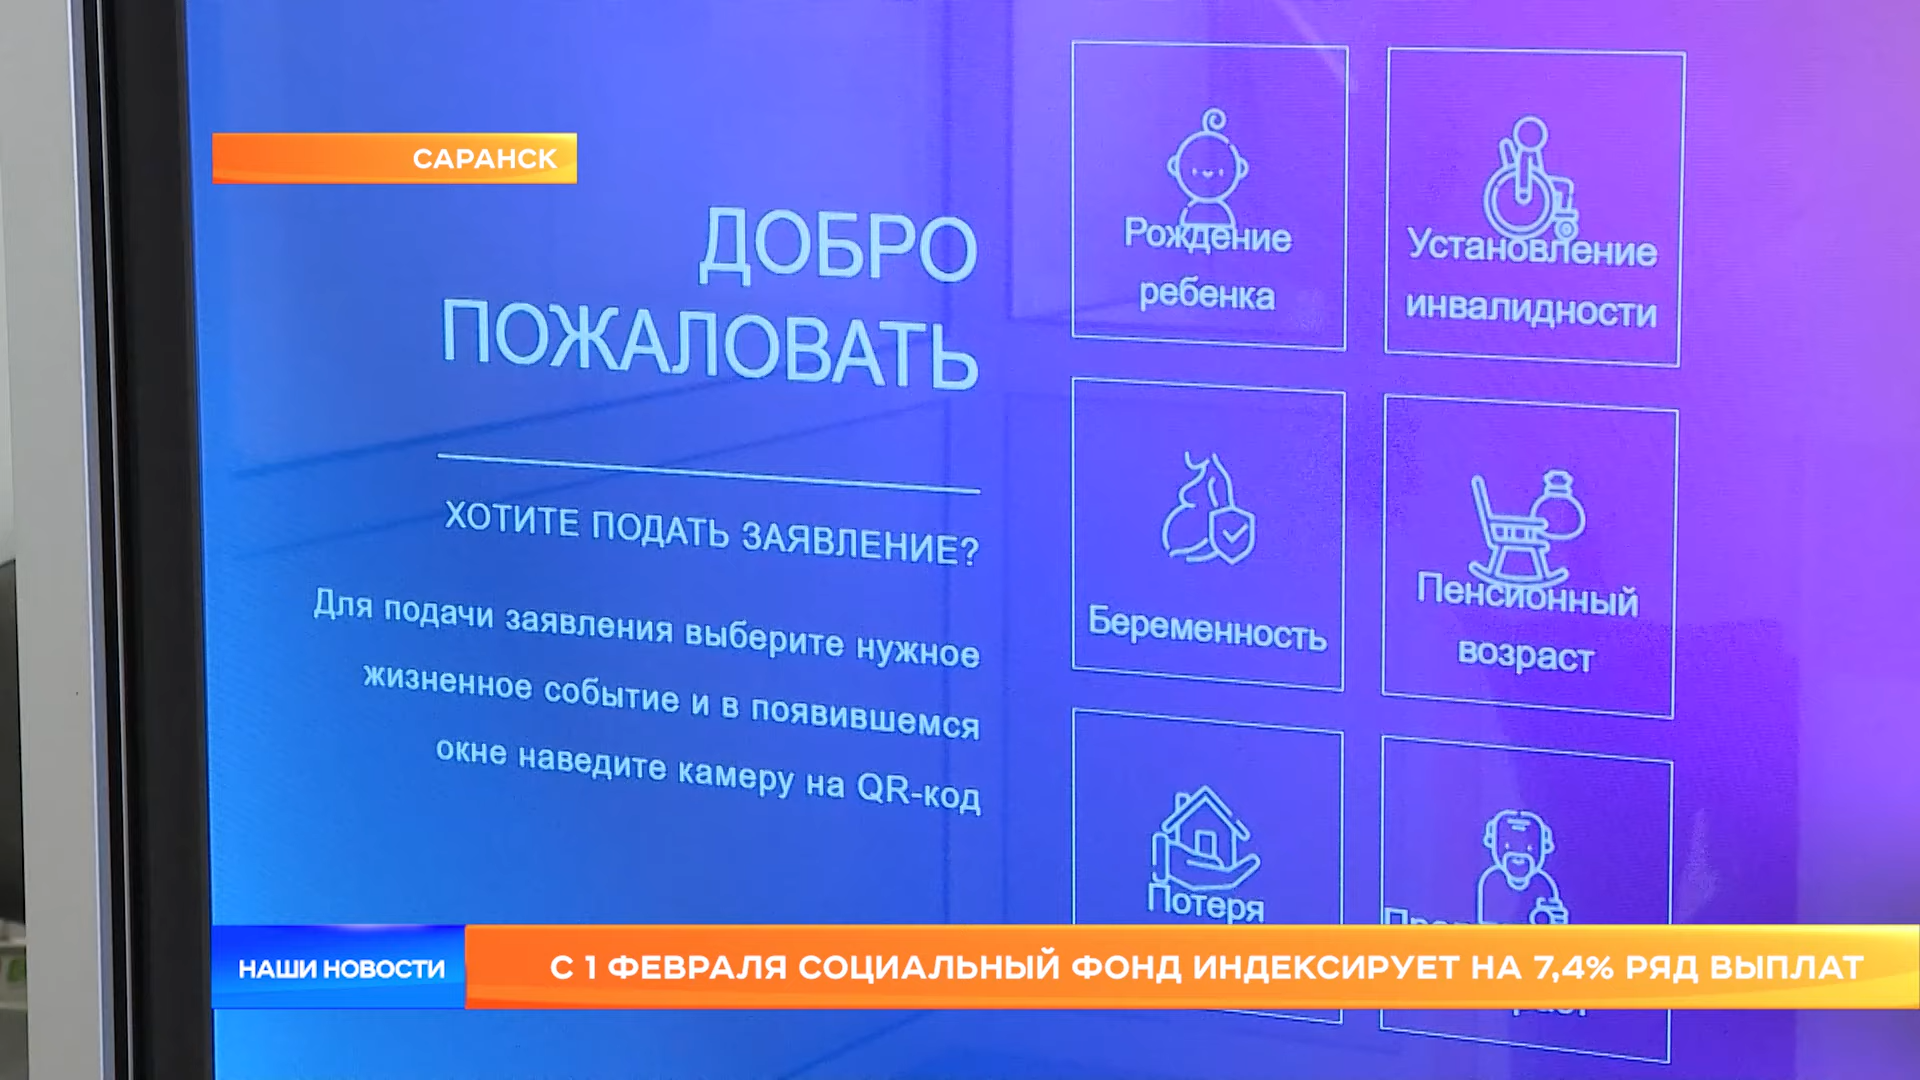 САРАНСК
ДОБРО
ПОЖАЛОВАТЬ
ХОТИТЕ ПОДАТЬ ЗАЯВЛЕНИЕ?
Для подачи заявления выберите нужное
жизненное событие и в появившемся
окне наведите камеру на QR-код
Рождение
ребенка
Установление
инвалидности
Беременность
Пенсионный
возраст
Потеря
НАШИ НОВОСТИ
С 1 ФЕВРАЛЯ СОЦИАЛЬНЫЙ ФОНД ИНДЕКСИРУЕТ НА 7,4% РЯД ВЫПЛАТ